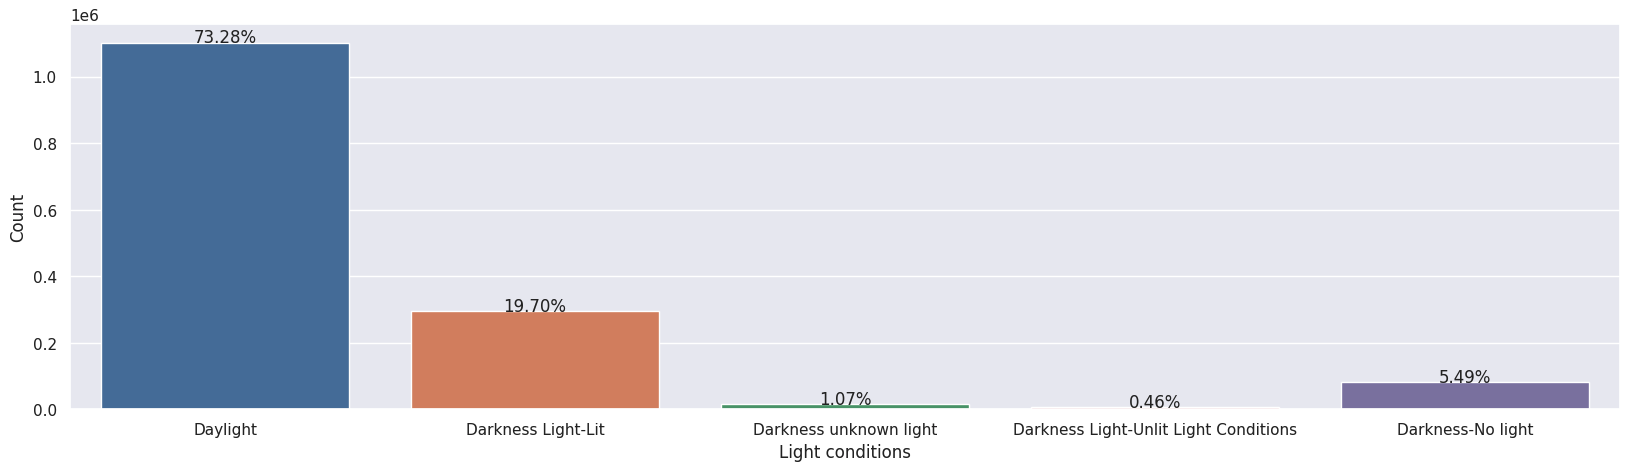 1e6
73.28%
1.0
0.8
0.6
Count
0.4
19.70%
0.2
5.49%
1.07%
0.46%
0.0
Daylight
Darkness Light-Lit
Darkness unknown light
Darkness Light-Unlit Light Conditions
Darkness-No light
Light conditions